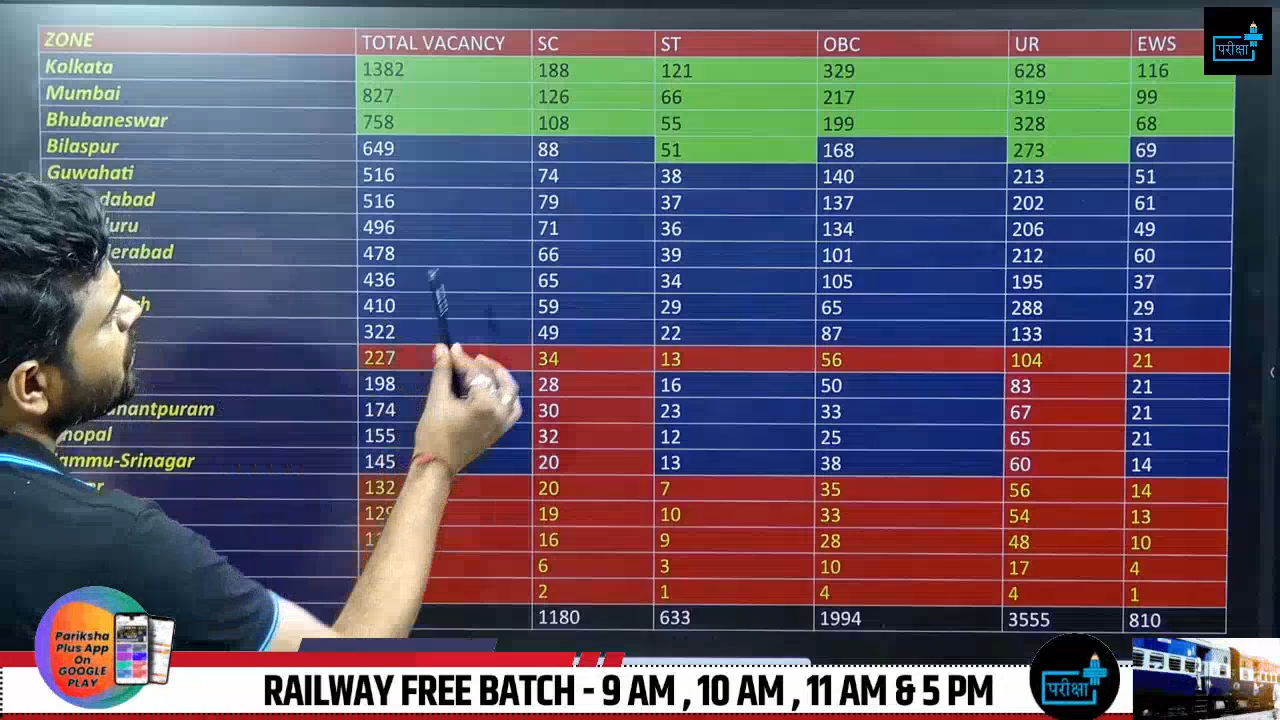 ZONE TOTAL VACANCY SC ST OBC UR EWS
Kolkata 1382 188 121 329 628 116
Mumbai 827 126 66 217 319 99
Bhubaneswar 758 108 55 199 328 68
Bilaspur 649 88 51 168 273 69
Guwahati 516 74 38 140 213 51
dabad 516 79 37 137 202 61
uru 496 71 36 134 206 49
erabad 478 66 39 101 212 60
436 65 34 105 195 37
h 410 59 29 65 288 29
322 49 22 87 133 31
227 34 13 56 104 21
198 28 16 50 83 21
nantpuram 174 30 23 33 67 21
hopal 155 32 12 25 65 21
Jammu-Srinagar 145 20 13 38 60 14
132 20 7 35 56 14
129 19 10 33 54 13
16 9 28 48 10
6 3 10 17 4
2 1 4 4 1
1180 633 1994 3555 810
परीक्षा
Pariksha
Plus App
On
GOOGLE
PLAY
RAILWAY FREE BATCH - 9 AM , 10 AM , 11 AM & 5 PM
परीक्षा